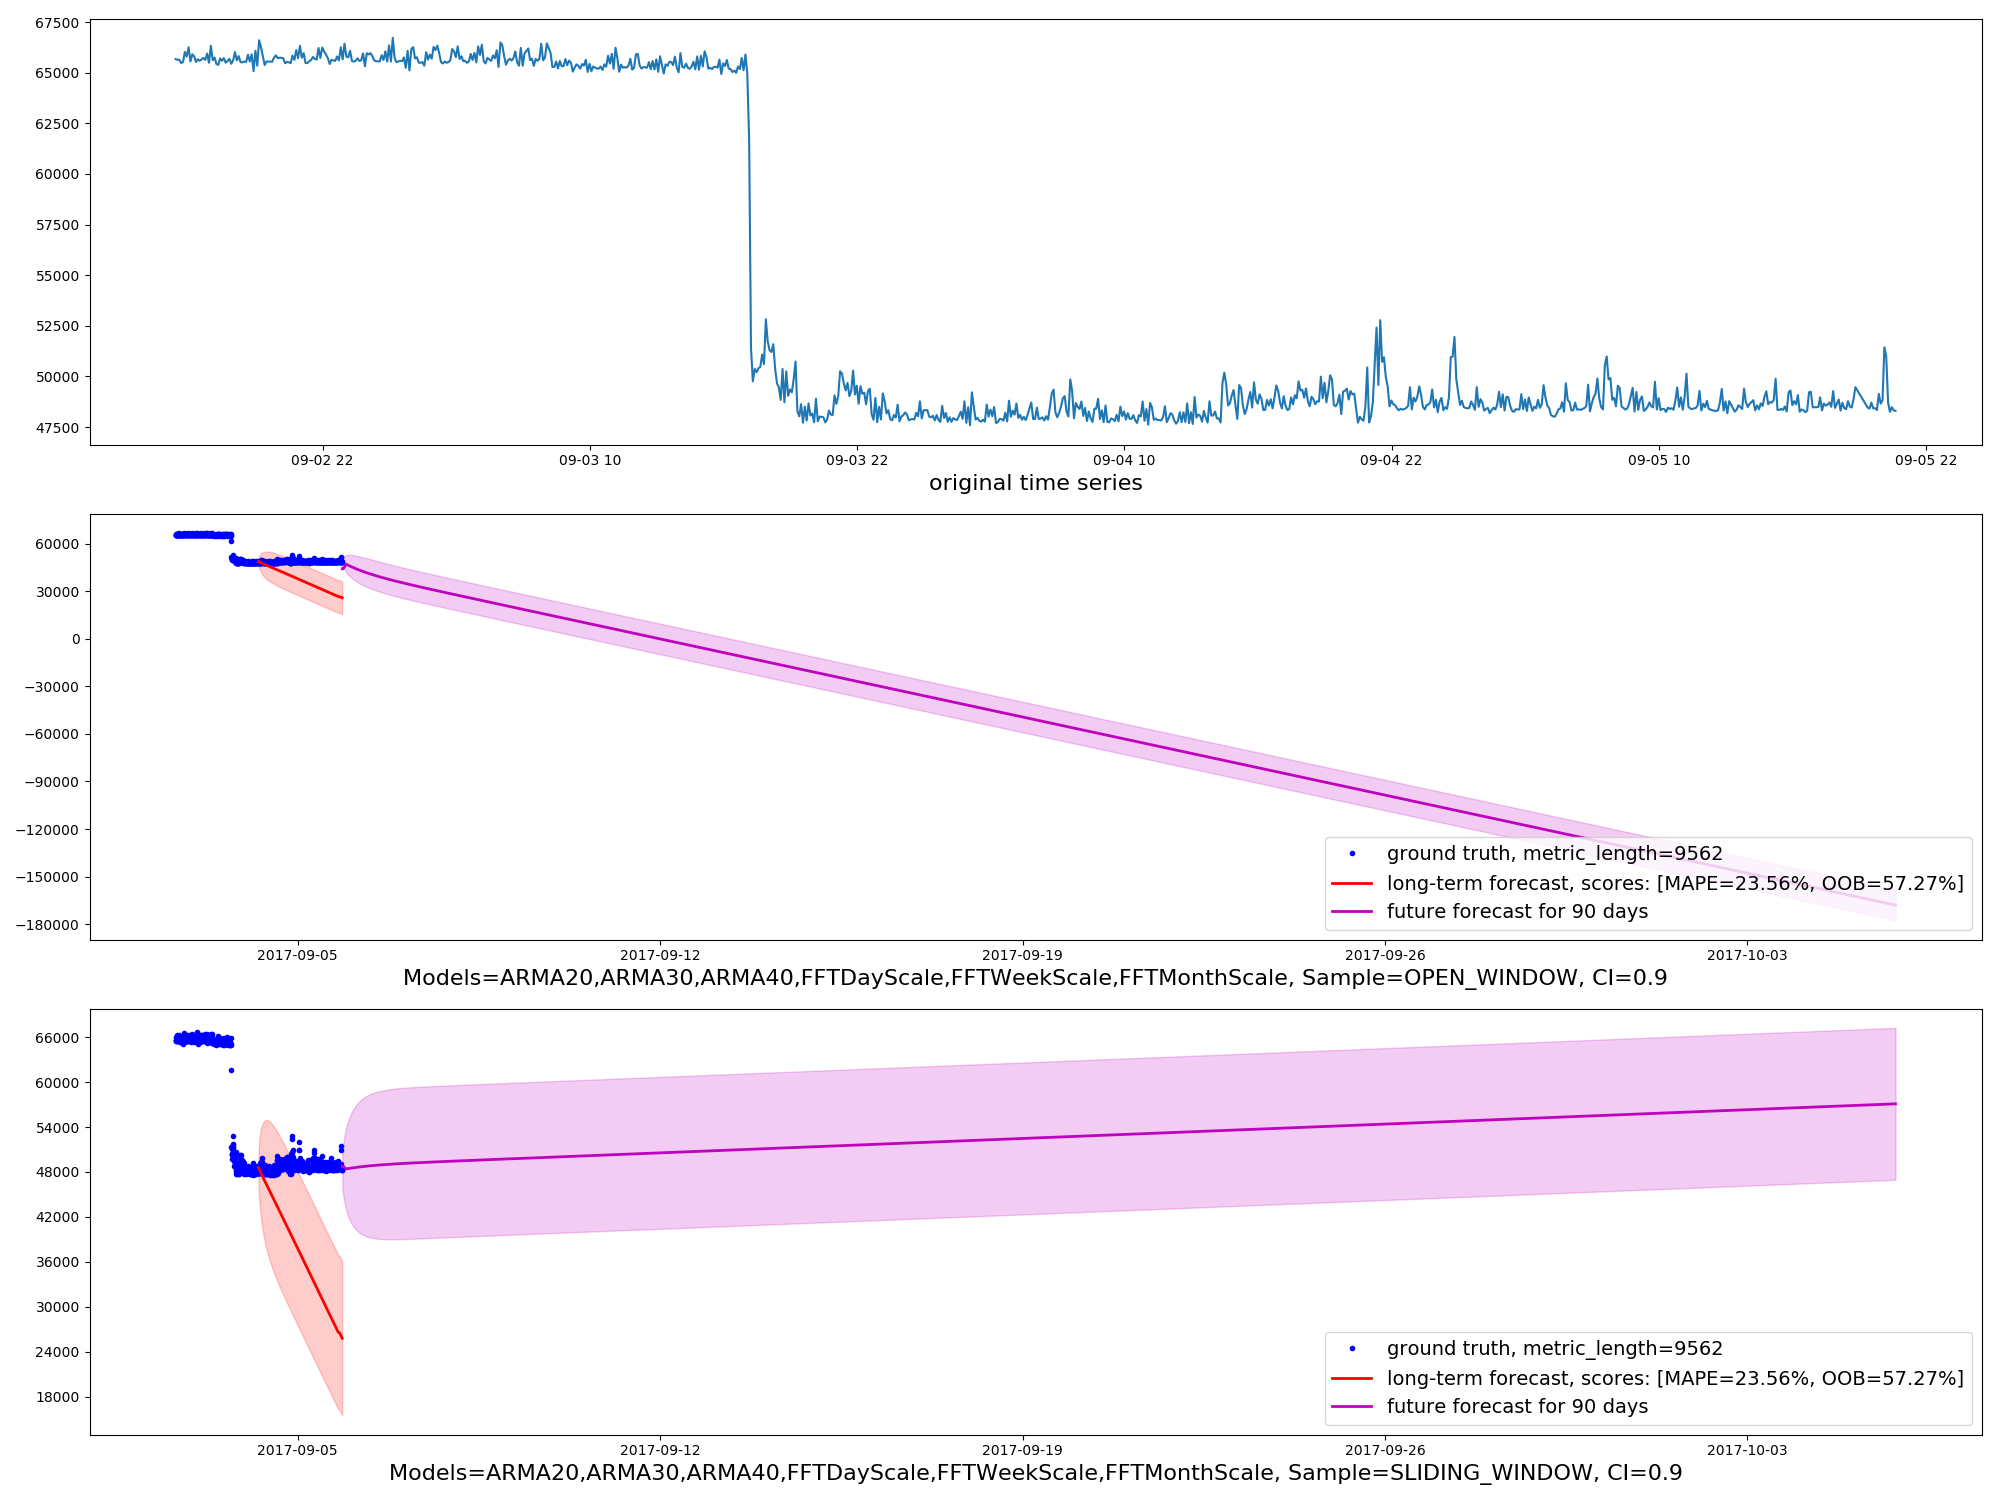 67500
65000
62500
60000
57500
55000
52500
50000
47500
09-02 22 09-03 10 09-03 22 09-04 10 09-04 22 09-05 10 09-05 22
original time series
60000
30000
0
−30000
−60000
−90000
−120000
−150000
−180000
ground truth, metric_length=9562
long-term forecast, scores: [MAPE=23.56%, OOB=57.27%]
future forecast for 90 days
2017-09-05 2017-09-12 2017-09-19 2017-09-26 2017-10-03
Models=ARMA20,ARMA30,ARMA40,FFTDayScale,FFTWeekScale,FFTMonthScale, Sample=OPEN_WINDOW, CI=0.9
66000
60000
54000
48000
42000
36000
30000
24000
18000
ground truth, metric_length=9562
long-term forecast, scores: [MAPE=23.56%, OOB=57.27%]
future forecast for 90 days
2017-09-05 2017-09-12 2017-09-19 2017-09-26 2017-10-03
Models=ARMA20,ARMA30,ARMA40,FFTDayScale,FFTWeekScale,FFTMonthScale, Sample=SLIDING_WINDOW, CI=0.9